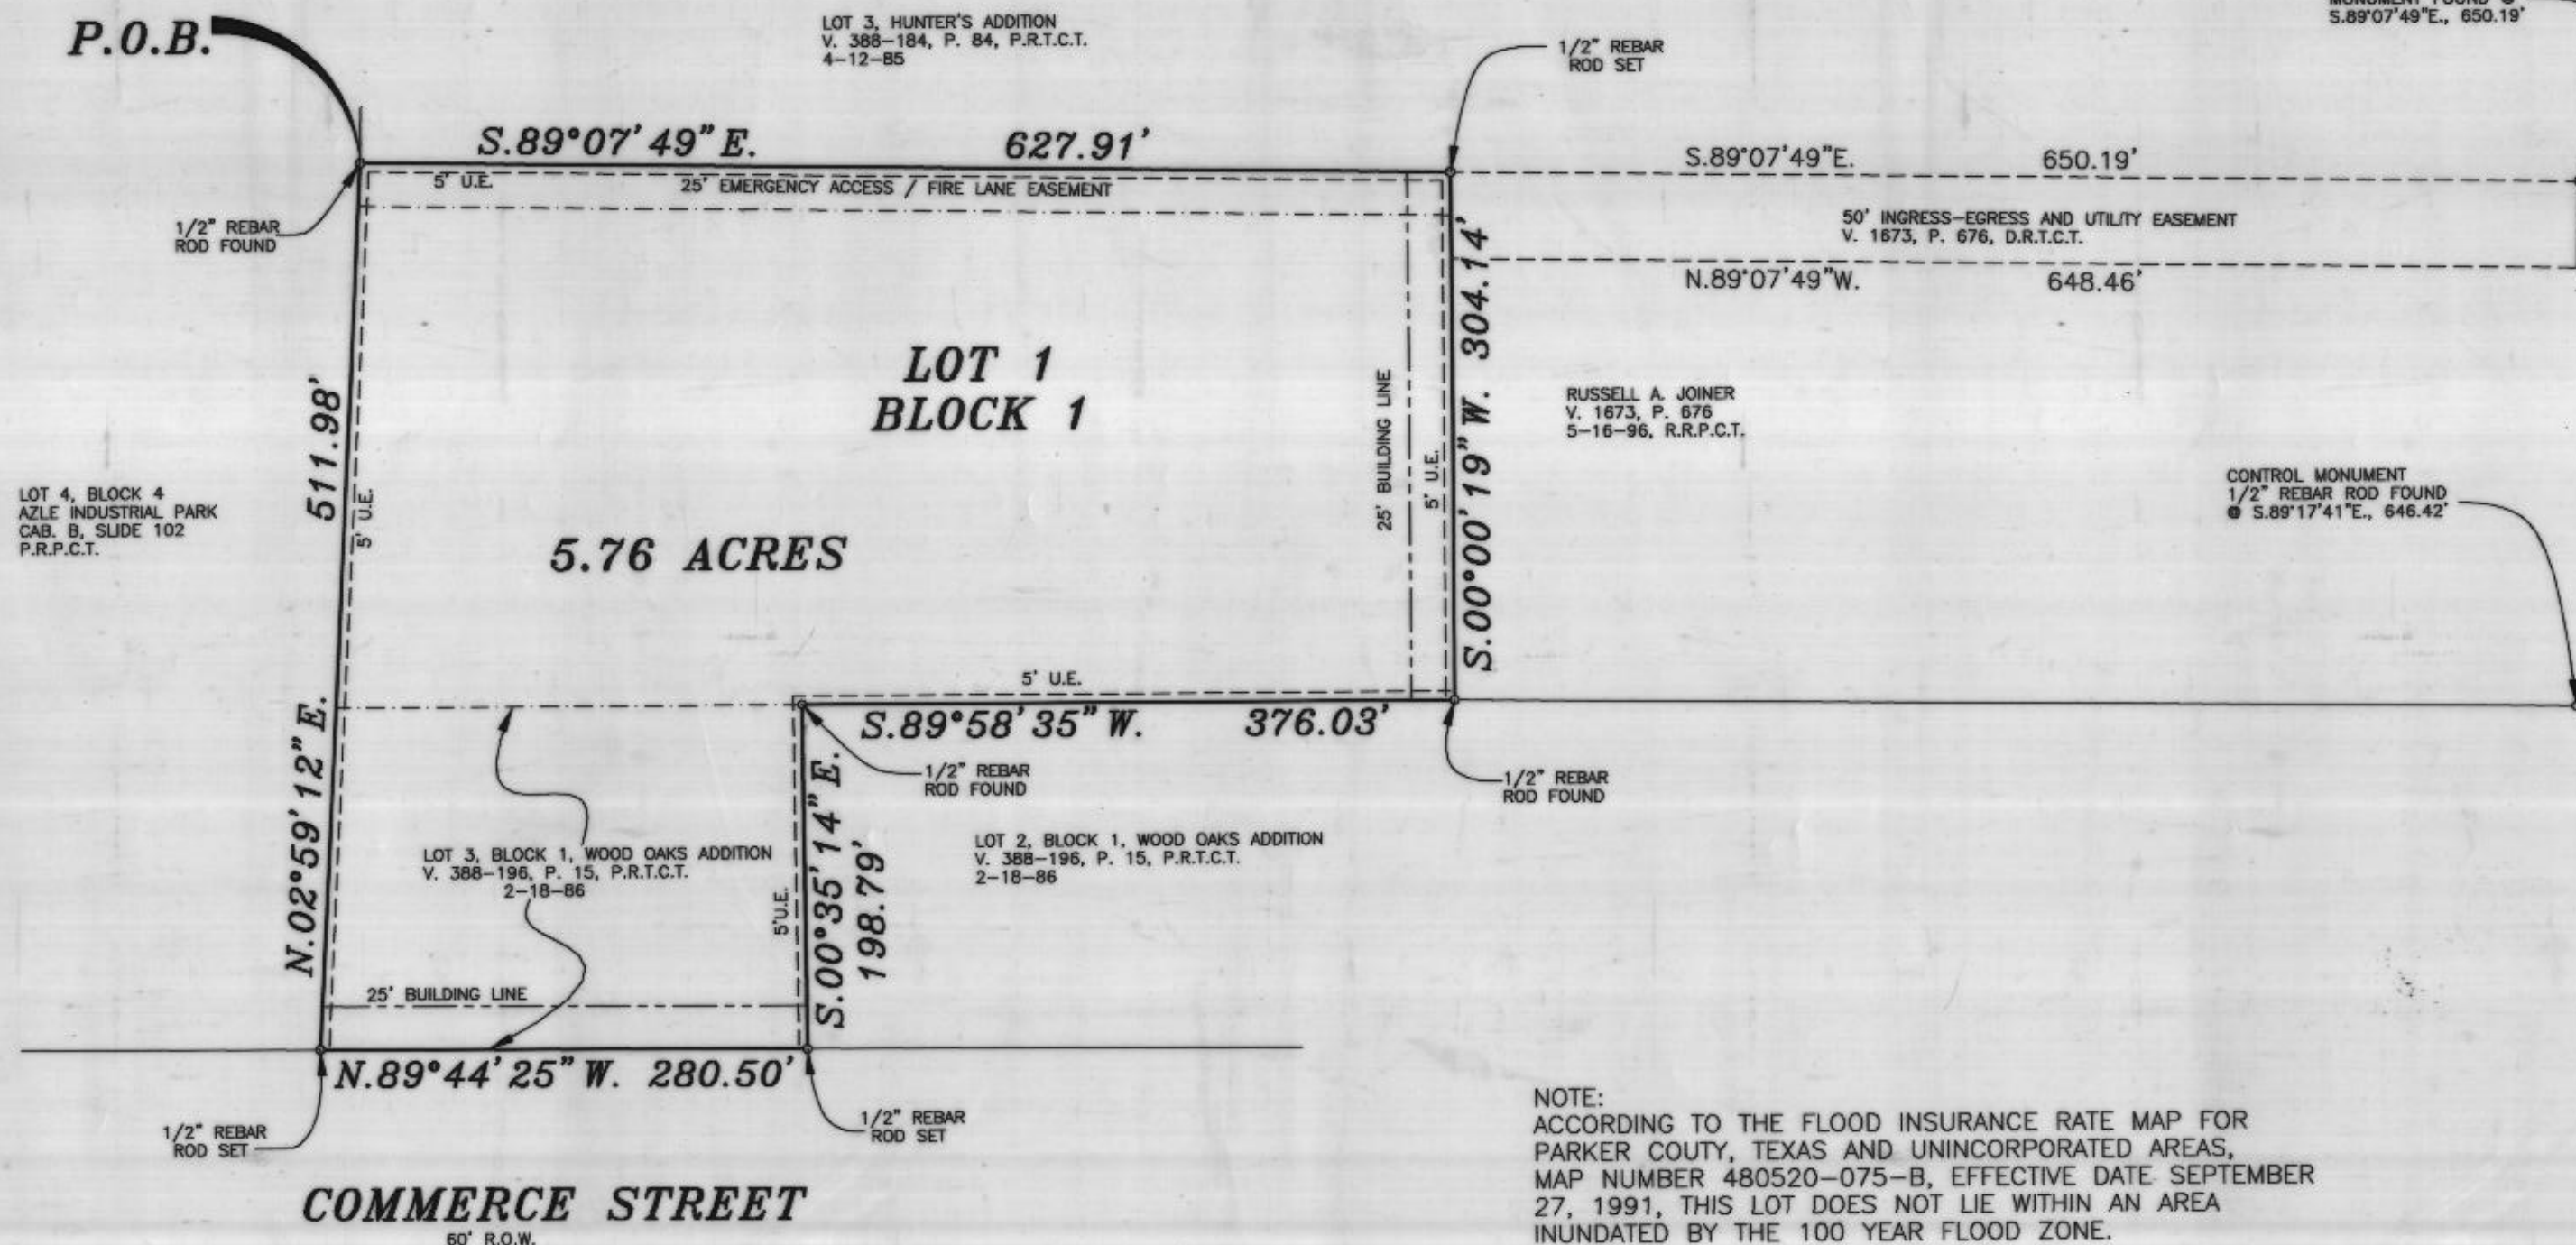 P.O.B.
LOT 3, HUNTER'S ADDITION
V. 388-184, P. 84, P.R.T.C.T.
4-12-85
1/2" REBAR
ROD SET
S.89°07'49"E., 650.19'
S.89°07'49"E. 627.91'
5' U.E.
25' EMERGENCY ACCESS / FIRE LANE EASEMENT
S.89°07'49"E. 650.19'
50' INGRESS-EGRESS AND UTILITY EASEMENT
V. 1673, P. 676, D.R.T.C.T.
N.89°07'49"W. 648.46'
1/2" REBAR
ROD FOUND
LOT 1
BLOCK 1
5.76 ACRES
25' BUILDING LINE
5' U.E.
S.00°00'19"W. 304.14'
RUSSELL A. JOINER
V. 1673, P. 676
5-16-96, R.R.P.C.T.
CONTROL MONUMENT
1/2" REBAR ROD FOUND
@ S.89°17'41"E., 646.42'
LOT 4, BLOCK 4
AZLE INDUSTRIAL PARK
CAB. B, SLIDE 102
P.R.P.C.T.
N.02°59'12"E. 511.98'
5' U.E.
5' U.E.
S.89°58'35"W. 376.03'
1/2" REBAR
ROD FOUND
1/2" REBAR
ROD FOUND
LOT 3, BLOCK 1, WOOD OAKS ADDITION
V. 388-196, P. 15, P.R.T.C.T.
2-18-86
5'U.E.
S.00°35'14"E.
198.79'
LOT 2, BLOCK 1, WOOD OAKS ADDITION
V. 388-196, P. 15, P.R.T.C.T.
2-18-86
25' BUILDING LINE
N.89°44'25"W. 280.50'
1/2" REBAR
ROD SET
1/2" REBAR
ROD SET
COMMERCE STREET
60' R.O.W.
NOTE:
ACCORDING TO THE FLOOD INSURANCE RATE MAP FOR
PARKER COUTY, TEXAS AND UNINCORPORATED AREAS,
MAP NUMBER 480520-075-B, EFFECTIVE DATE SEPTEMBER
27, 1991, THIS LOT DOES NOT LIE WITHIN AN AREA
INUNDATED BY THE 100 YEAR FLOOD ZONE.